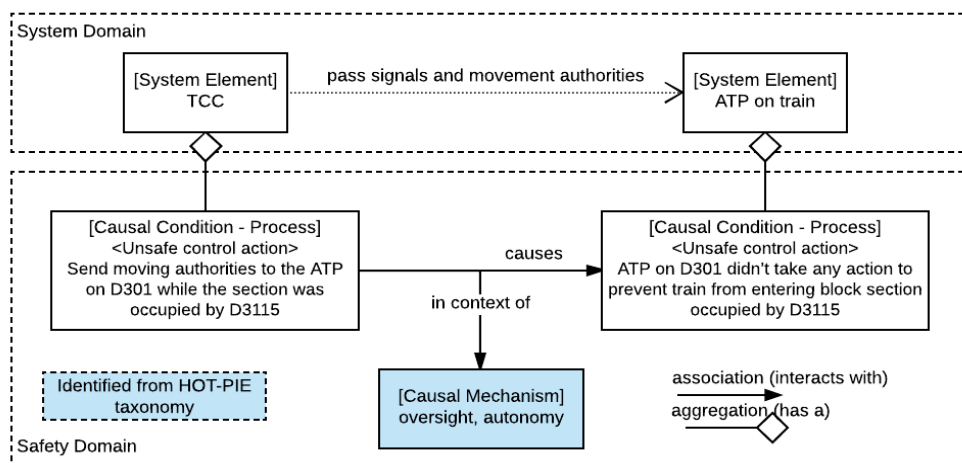 System Domain
[System Element]
TCC
pass signals and movement authorities
[System Element]
ATP on train
[Causal Condition - Process]
<Unsafe control action>
Send moving authorities to the ATP
on D301 while the section was
occupied by D3115
causes
in context of
[Causal Condition - Process]
<Unsafe control action>
ATP on D301 didn't take any action to
prevent train from entering block section
occupied by D3115
Identified from HOT-PIE
taxonomy
[Causal Mechanism]
oversight, autonomy
association (interacts with)
aggregation (has a)
Safety Domain